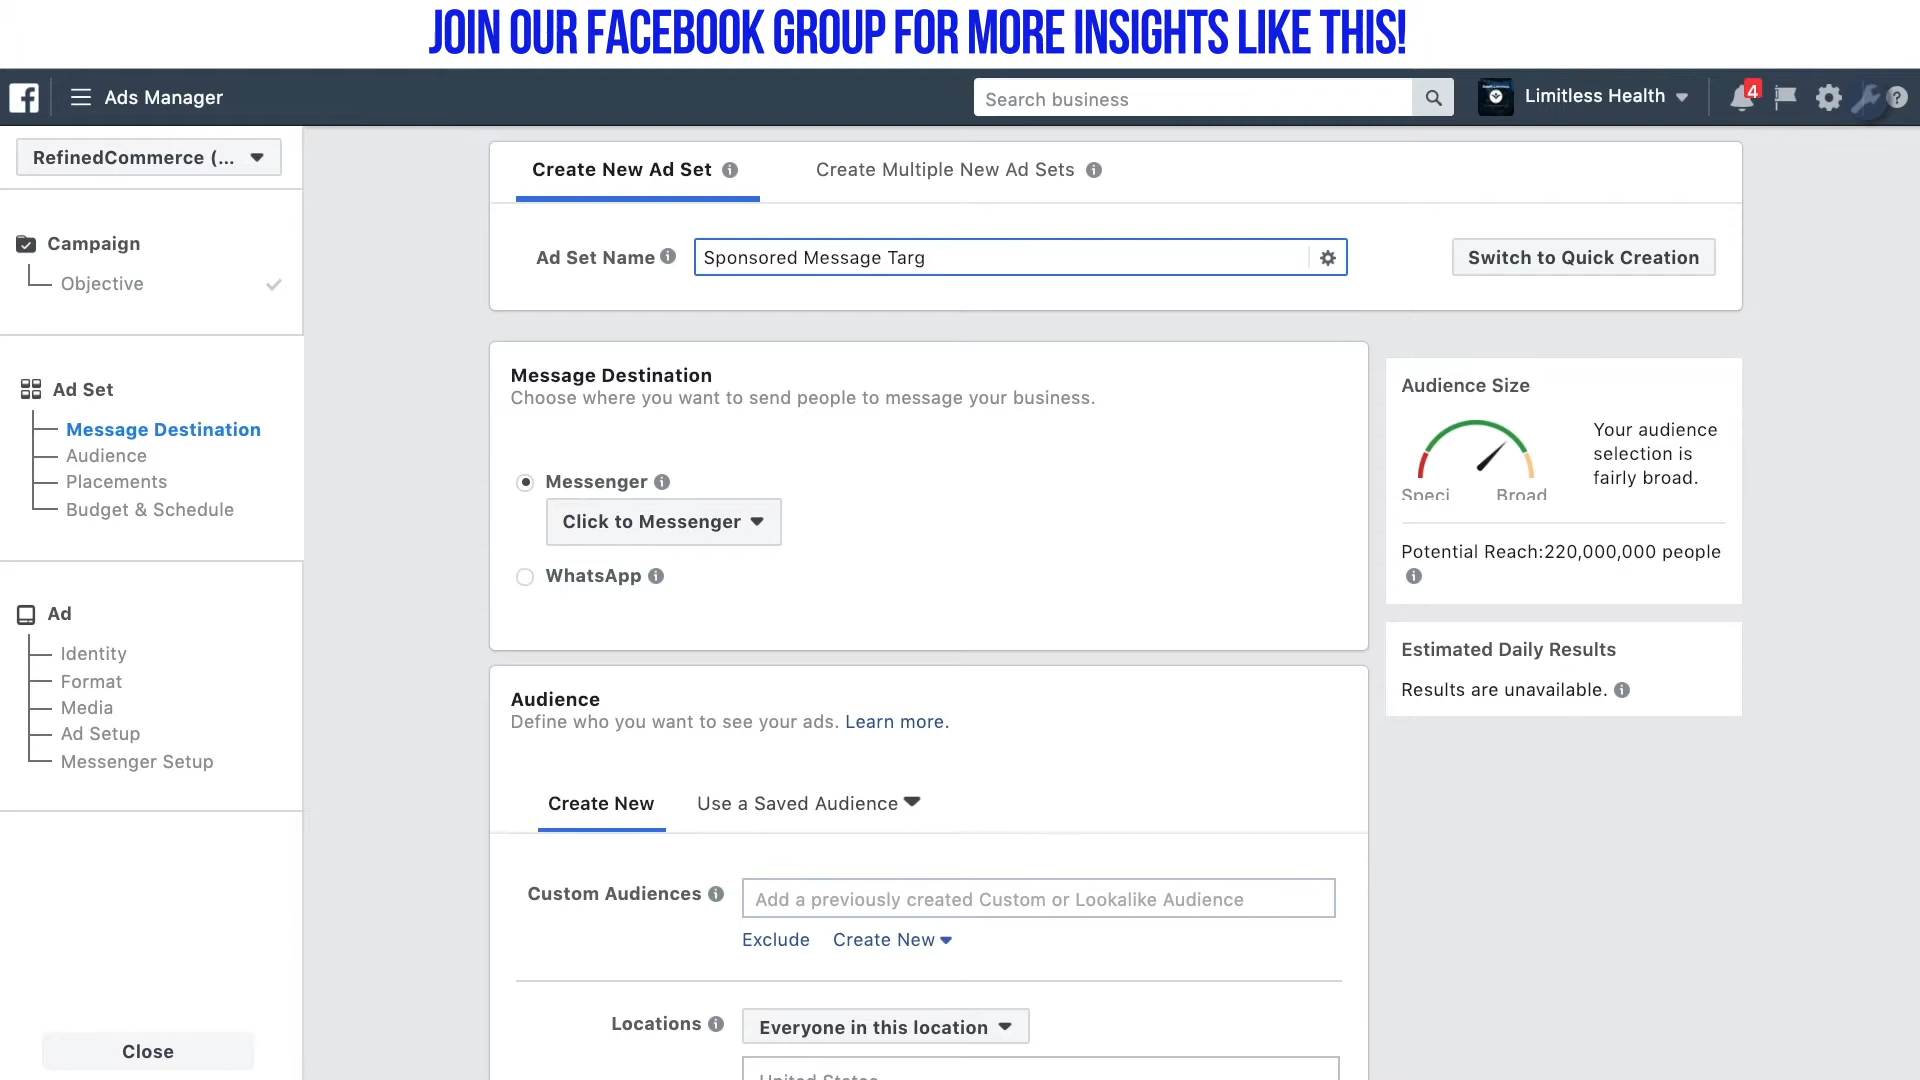 JOIN OUR FACEBOOK GROUP FOR MORE INSIGHTS LIKE THIS!
Ads Manager
Search business
Limitless Health
4
RefinedCommerce (...
Create New Ad Set
Create Multiple New Ad Sets
Campaign
Objective
Ad Set Name
Sponsored Message Targ
Switch to Quick Creation
Ad Set
Message Destination
Audience
Placements
Budget & Schedule
Message Destination
Choose where you want to send people to message your business.
Messenger
Click to Messenger
WhatsApp
Audience Size
Your audience
selection is
fairly broad.
Speci
Broad
Potential Reach:220,000,000 people
Estimated Daily Results
Results are unavailable.
Ad
Identity
Format
Media
Ad Setup
Messenger Setup
Audience
Define who you want to see your ads. Learn more.
Create New
Use a Saved Audience
Custom Audiences
Add a previously created Custom or Lookalike Audience
Exclude
Create New
Locations
Everyone in this location
United States
Close